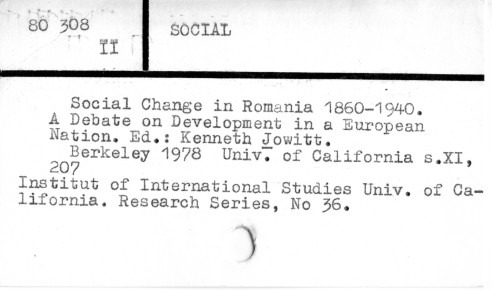 80 308
II
SOCIAL
Social Change in Romania 1860-1940.
A Debate on Development in a European
Nation. Ed.: Kenneth Jowitt.
Berkeley 1978 Univ. of California s.XI,
207
Institut of International Studies Univ. of Ca-
lifornia. Research Series, No 36.